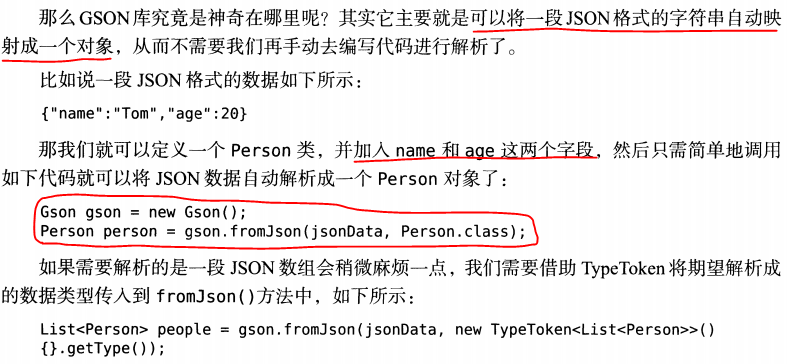 那么GSON库究竟是神奇在哪里呢？其实它主要就是可以将一段JSON格式的字符串自动映
射成一个对象，从而不需要我们再手动去编写代码进行解析了。
比如说一段 JSON 格式的数据如下所示：
{"name":"Tom","age":20}
那我们就可以定义一个 Person 类，并加入 name 和 age 这两个字段，然后只需简单地调用
如下代码就可以将 JSON 数据自动解析成一个 Person 对象了：
Gson gson = new Gson();
Person person = gson.fromJson(jsonData, Person.class);
如果需要解析的是一段 JSON 数组会稍微麻烦一点，我们需要借助 TypeToken 将期望解析成
的数据类型传入到 fromJson()方法中，如下所示：
List<Person> people = gson.fromJson(jsonData, new TypeToken<List<Person>>()
{}.getType());